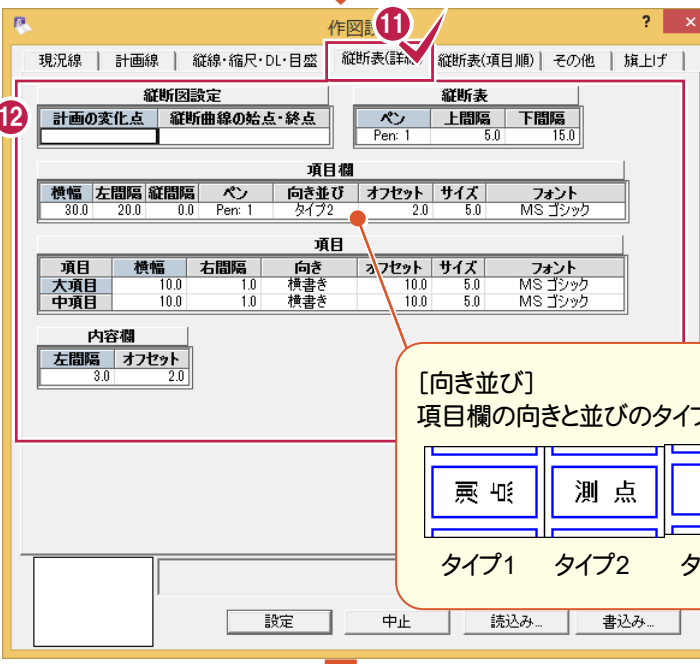 作図設
11
?
×
現況線
計画線
縦線・縮尺・DL・目盛
縦断表(詳細)
縦断表(項目順)
その他
旗上げ
12
縦断図設定
計画の変化点 縦断曲線の始点・終点
縦断表
ペン 上間隔 下間隔
Pen: 1 5.0 15.0
項目欄
横幅 左間隔 縦間隔 ペン 向き並び オフセット サイズ フォント
30.0 20.0 0.0 Pen: 1 タイプ2 2.0 5.0 MS ゴシック
項目
項目 横幅 右間隔 向き オフセット サイズ フォント
大項目 10.0 1.0 横書き 10.0 5.0 MS ゴシック
中項目 10.0 1.0 横書き 10.0 5.0 MS ゴシック
内容欄
左間隔 オフセット
3.0 2.0
[向き並び]
項目欄の向きと並びのタイプ
測点
測 点
タイプ1
タイプ2
タ
設定
中止
読込み...
書込み...